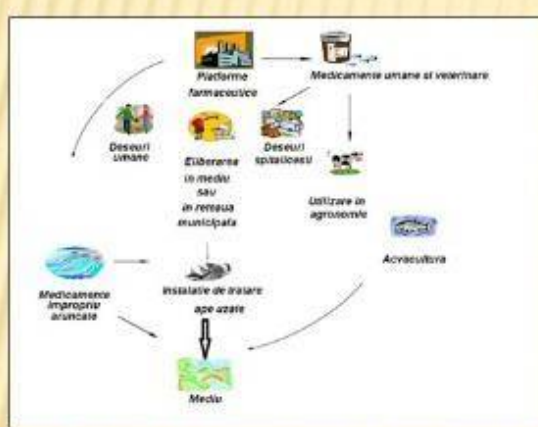 Platforme
farmaceutice
Medicamente umane si veterinare
Deseuri
umane
Eliberarea
in mediu
sau
in reteaua
municipala
Deseuri
spitalicesti
Utilizare in
agronomie
Acvacultura
Medicamente
impropriu
aruncate
Instalatie de tratare
ape uzate
Mediu